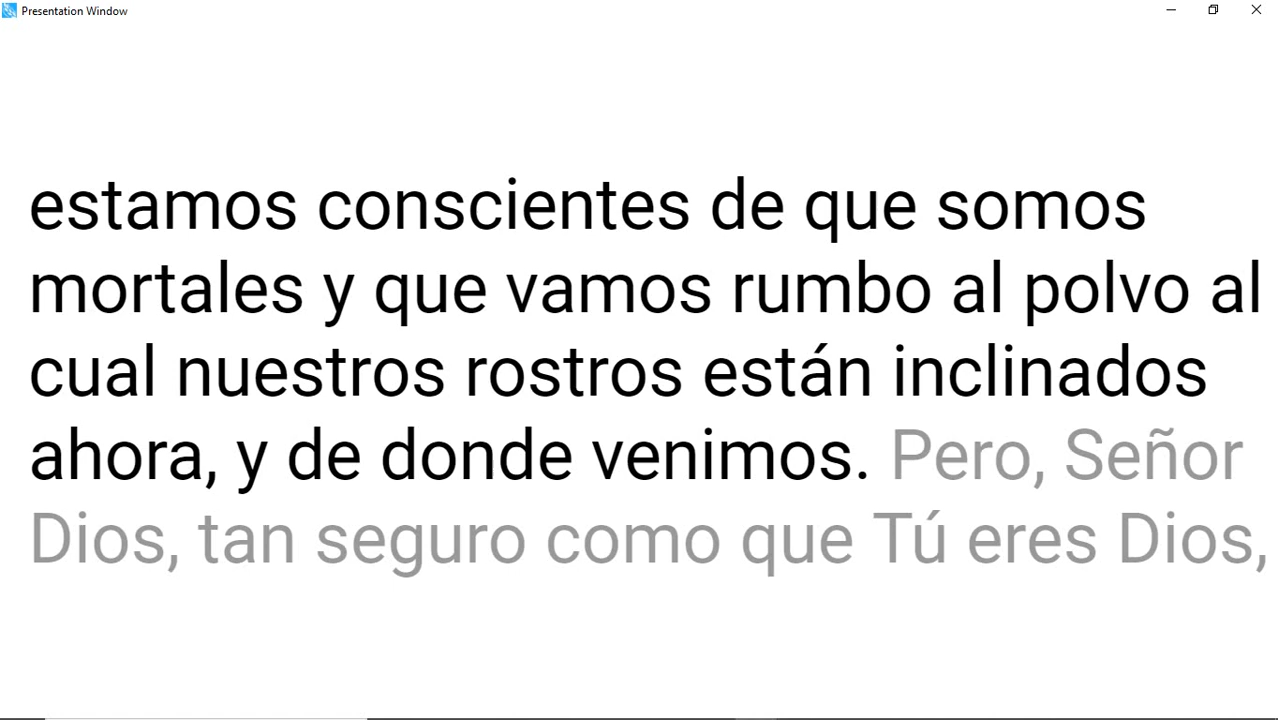 Presentation Window
estamos conscientes de que somos
mortales y que vamos rumbo al polvo al
cual nuestros rostros están inclinados
ahora, y de donde venimos. Pero, Señor
Dios, tan seguro como que Tú eres Dios,